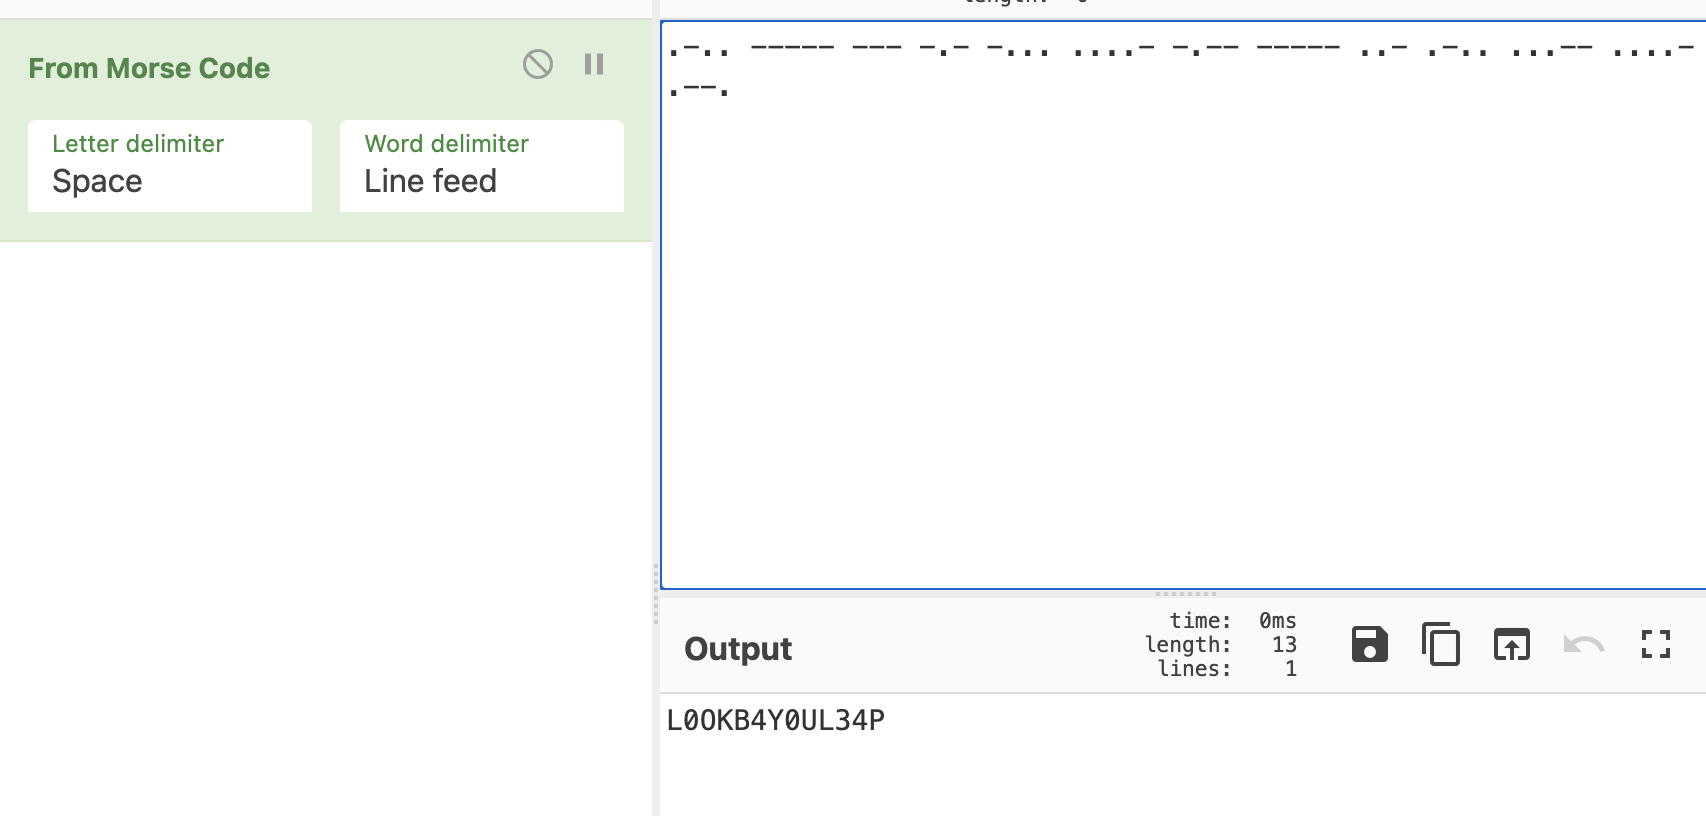 From Morse Code
Letter delimiter
Space
Word delimiter
Line feed
.-.. ----- --- -.- -... ....- -.-- ----- ..- .-.. ...-- ....-
.--.
Output
time: 0ms
length: 13
lines: 1
L0OKB4Y0UL34P